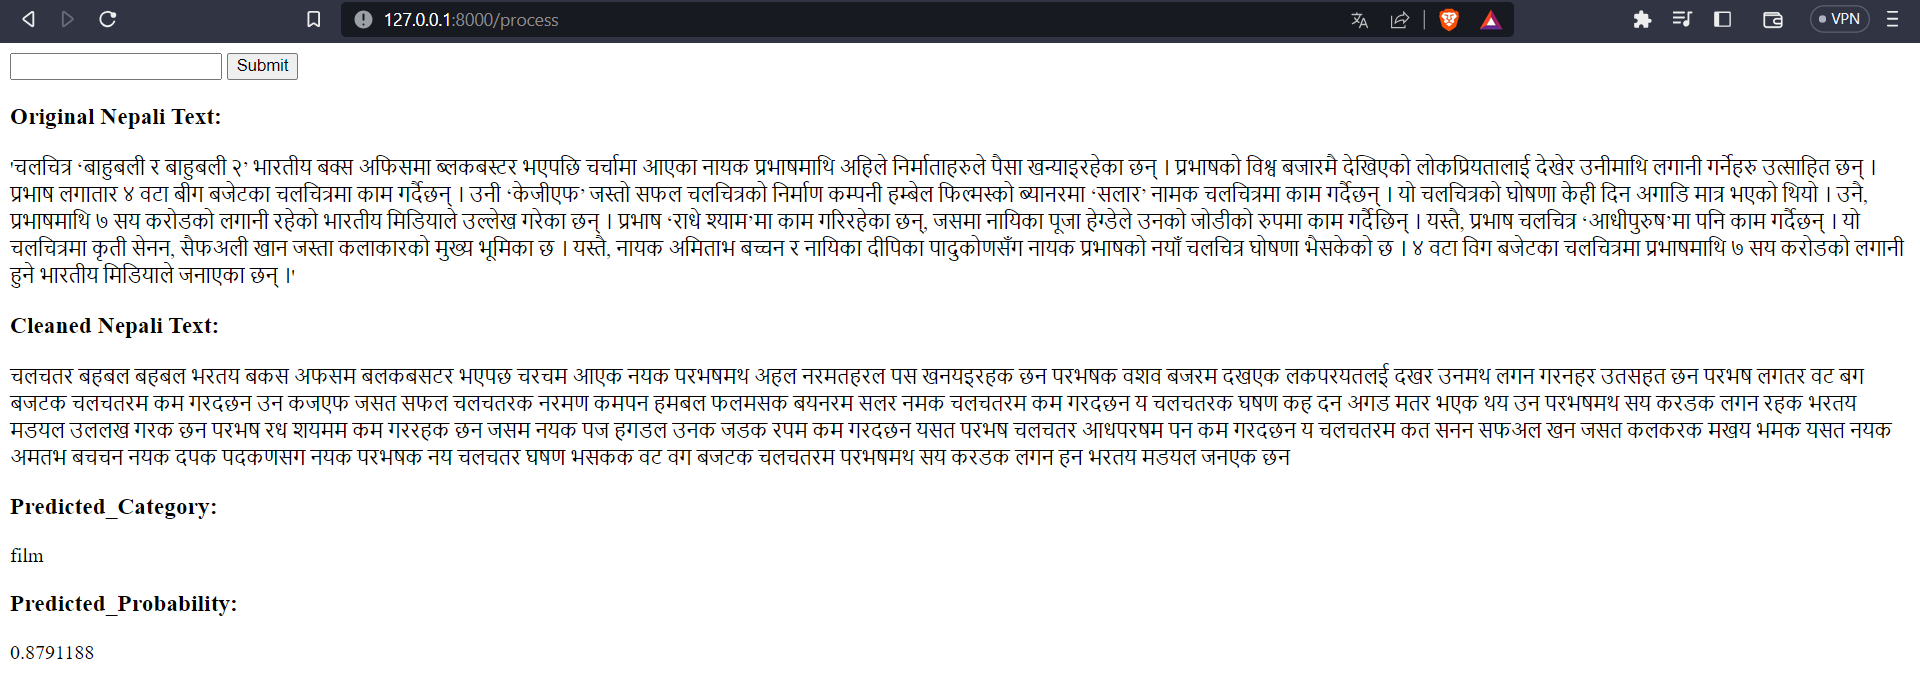 127.0.0.1:8000/process
VPN
Submit
Original Nepali Text:
'चलचित्र ‘बाहुबली र बाहुबली २’ भारतीय बक्स अफिसमा ब्लकबस्टर भएपछि चर्चामा आएका नायक प्रभाषमाथि अहिले निर्माताहरुले पैसा खन्याइरहेका छन् । प्रभाषको विश्व बजारमै देखिएको लोकप्रियतालाई देखेर उनीमाथि लगानी गर्नेहरु उत्साहित छन् ।
प्रभाष लगातार ४ वटा बीग बजेटका चलचित्रमा काम गर्दैछन् । उनी ‘केजीएफ’ जस्तो सफल चलचित्रको निर्माण कम्पनी हम्बेल फिल्मस्को ब्यानरमा ‘सलार’ नामक चलचित्रमा काम गर्दैछन् । यो चलचित्रको घोषणा केही दिन अगाडि मात्र भएको थियो । उनै,
प्रभाषमाथि ७ सय करोडको लगानी रहेको भारतीय मिडियाले उल्लेख गरेका छन् । प्रभाष ‘राधे श्याम’मा काम गरिरहेका छन्, जसमा नायिका पूजा हेग्डेले उनको जोडीको रुपमा काम गर्दैछिन् । यस्तै, प्रभाष चलचित्र ‘आधीपुरुष’मा पनि काम गर्दैछन् । यो
चलचित्रमा कृती सेनन, सैफअली खान जस्ता कलाकारको मुख्य भूमिका छ । यस्तै, नायक अमिताभ बच्चन र नायिका दीपिका पादुकोणसँग नायक प्रभाषको नयाँ चलचित्र घोषणा भैसकेको छ । ४ वटा विग बजेटका चलचित्रमा प्रभाषमाथि ७ सय करोडको लगानी
हुने भारतीय मिडियाले जनाएका छन् ।'
Cleaned Nepali Text:
चलचतर बहबल बहबल भरतय बकस अफसम बलकबसटर भएपछ चरचम आएक नयक परभषमथ अहल नरमतहरल पस खनयइरहक छन परभषक वशव बजरम दखएक लकपरयतलई दखर उनमथ लगन गरनहर उतसहत छन परभष लगतर वट बग
बजटक चलचतरम कम गरदछन उन कजएफ जसत सफल चलचतरक नरमण कमपन हमबल फलमसक बयनरम सलर नमक चलचतरम कम गरदछन य चलचतरक घषण कह दन अगड मतर भएक थय उन परभषमथ सय करडक लगन रहक भरतय
मडयल उललख गरक छन परभष रध शयमम कम गररहक छन जसम नयक पज हगडल उनक जडक रपम कम गरदछन यसत परभष चलचतर आधपरषम पन कम गरदछन य चलचतरम कत सनन सफअल खन जसत कलकरक मखय भमक यसत नयक
अमतभ बचचन नयक दपक पदकणसग नयक परभषक नय चलचतर घषण भसकक वट वग बजटक चलचतरम परभषमथ सय करडक लगन हन भरतय मडयल जनएक छन
Predicted_Category:
film
Predicted_Probability:
0.8791188